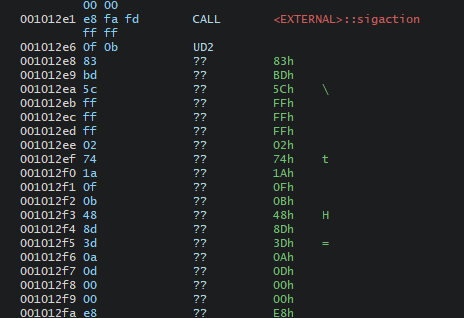 00 00
001012e1 e8 fa fd CALL <EXTERNAL>::sigaction
ff ff
001012e6 0f 0b UD2
001012e8 83 ?? 83h
001012e9 bd ?? BDh
001012ea 5c ?? 5Ch \
001012eb ff ?? FFh
001012ec ff ?? FFh
001012ed ff ?? FFh
001012ee 02 ?? 02h
001012ef 74 ?? 74h t
001012f0 1a ?? 1Ah
001012f1 0f ?? 0Fh
001012f2 0b ?? 0Bh
001012f3 48 ?? 48h H
001012f4 8d ?? 8Dh
001012f5 3d ?? 3Dh =
001012f6 0a ?? 0Ah
001012f7 0d ?? 0Dh
001012f8 00 ?? 00h
001012f9 00 ?? 00h
001012fa e8 ?? E8h